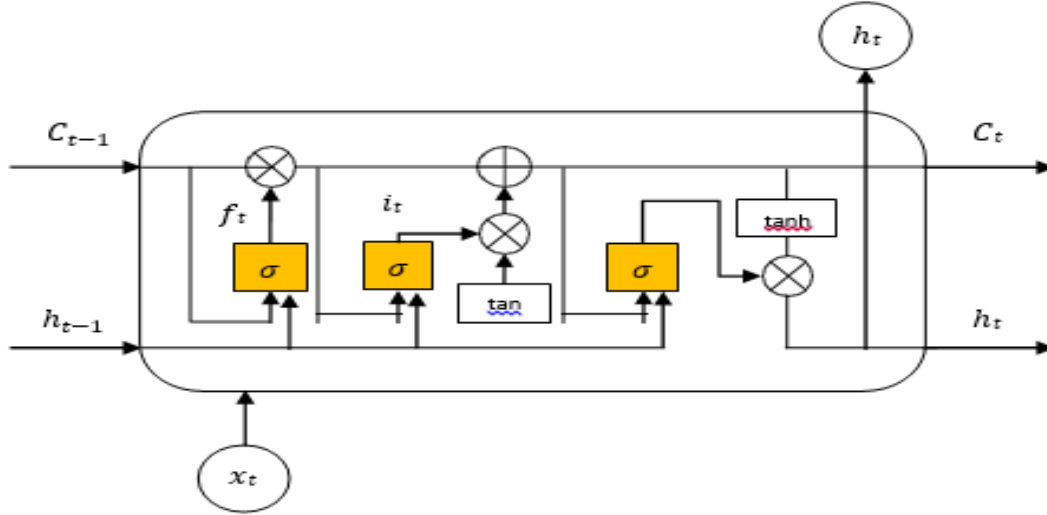 h_t
C_{t-1}
C_t
f_t
i_t
tanh
σ
σ
σ
tan
h_{t-1}
h_t
x_t